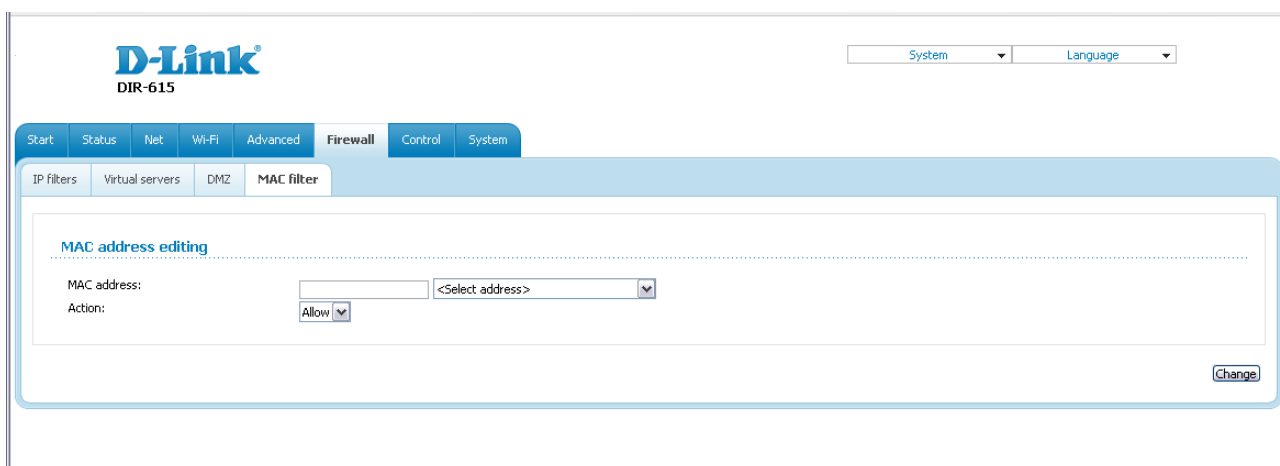 D-Link®
DIR-615
System Language
Start Status Net Wi-Fi Advanced Firewall Control System
IP filters Virtual servers DMZ MAC filter
MAC address editing
MAC address: <Select address>
Action: Allow
Change